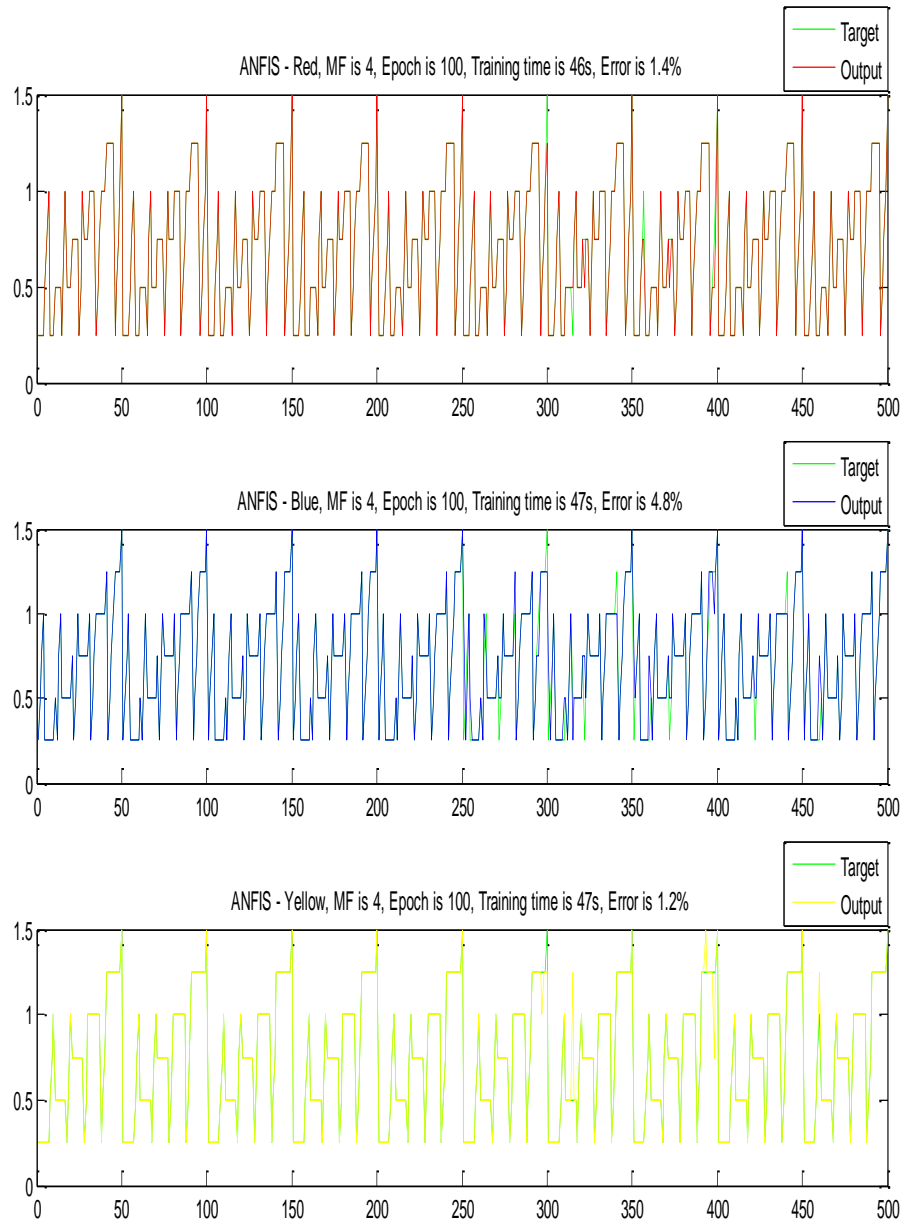 Target
Output
ANFIS - Red, MF is 4, Epoch is 100, Training time is 46s, Error is 1.4%
1.5
1
0.5
0
0 50 100 150 200 250 300 350 400 450 500
Target
Output
ANFIS - Blue, MF is 4, Epoch is 100, Training time is 47s, Error is 4.8%
1.5
1
0.5
0
0 50 100 150 200 250 300 350 400 450 500
Target
Output
ANFIS - Yellow, MF is 4, Epoch is 100, Training time is 47s, Error is 1.2%
1.5
1
0.5
0
0 50 100 150 200 250 300 350 400 450 500